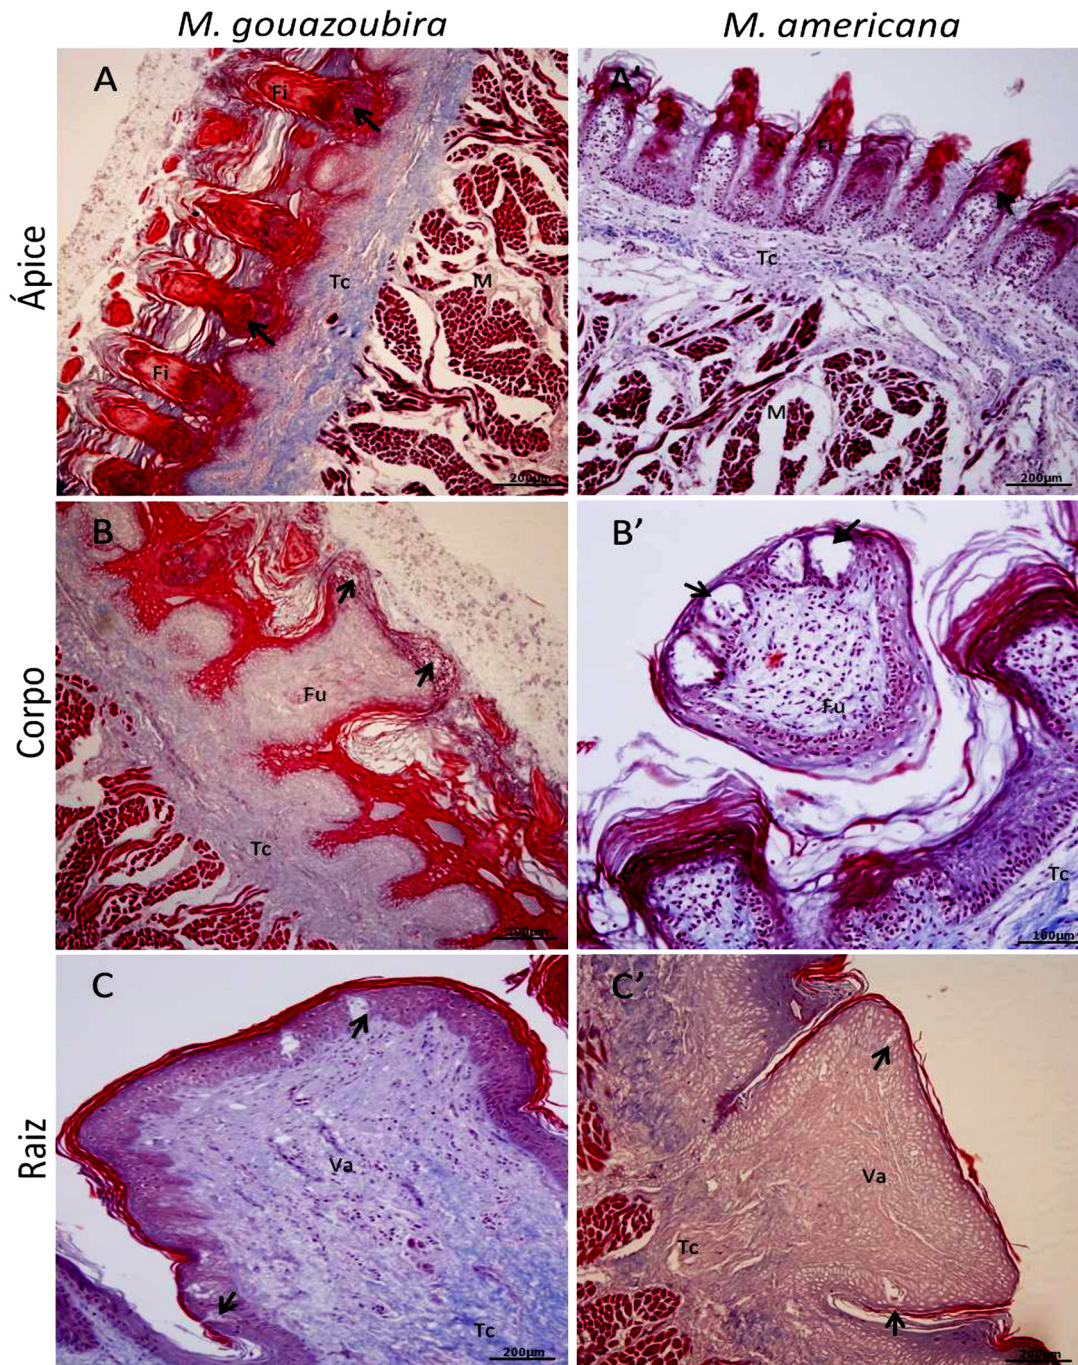 M. gouazoubira
M. americana
Ápice
A
Fi
Tc
M
Fi
200µm
A'
Fi
Tc
M
200µm
Corpo
B
Fu
Tc
200µm
B'
Fu
Tc
100µm
Raiz
C
Va
Tc
200µm
C'
Va
Tc
200µm